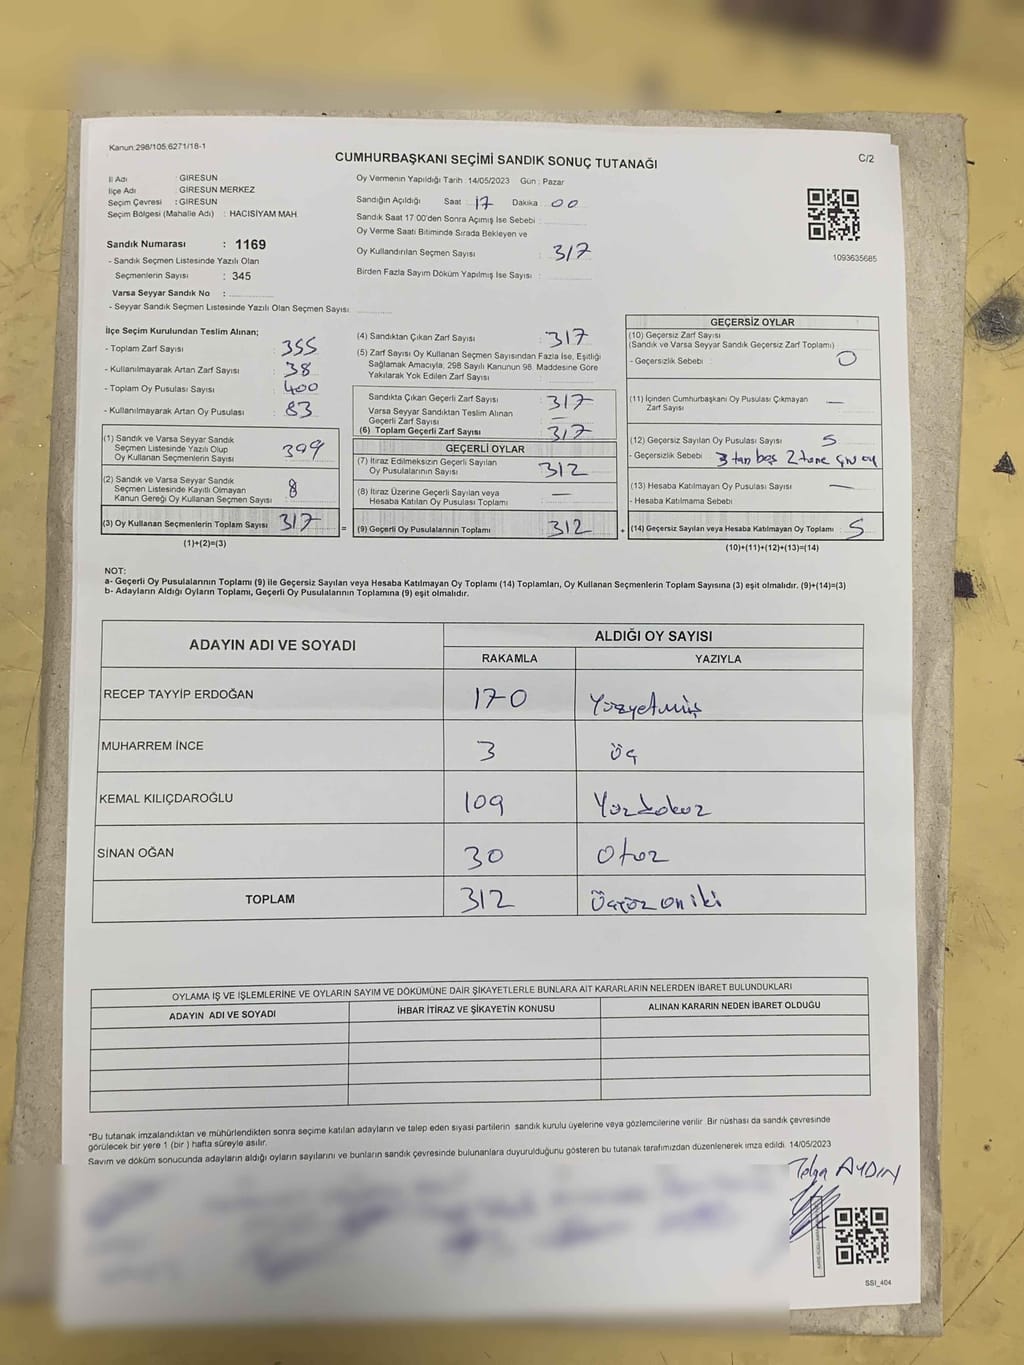 Kanun:298/105,6271/18-1
CUMHURBAŞKANI SEÇİMİ SANDIK SONUÇ TUTANAĞI
C/2
İl Adı : GİRESUN
İlçe Adı : GİRESUN MERKEZ
Seçim Çevresi : GİRESUN
Seçim Bölgesi (Mahalle Adı) : HACISIYAM MAH.
Sandık Numarası : 1169
- Sandık Seçmen Listesinde Yazılı Olan
Seçmenlerin Sayısı : 345
Varsa Seyyar Sandık No :
- Seyyar Sandık Seçmen Listesinde Yazılı Olan Seçmen Sayısı
Oy Vermenin Yapıldığı Tarih : 14/05/2023 Gün : Pazar
Sandığın Açıldığı Saat 17 Dakika 00
Sandık Saat 17:00'den Sonra Açılmış İse Sebebi :
Oy Verme Saati Bitiminde Sırada Bekleyen ve
Oy Kullandırılan Seçmen Sayısı : 317
Birden Fazla Sayım Döküm Yapılmış İse Sayısı :
1093635685
İlçe Seçim Kurulundan Teslim Alınan;
- Toplam Zarf Sayısı : 355
- Kullanılmayarak Artan Zarf Sayısı : 38
- Toplam Oy Pusulası Sayısı : 400
- Kullanılmayarak Artan Oy Pusulası : 83
(1) Sandık ve Varsa Seyyar Sandık
Seçmen Listesinde Yazılı Olup
Oy Kullanan Seçmenlerin Sayısı : 309
(2) Sandık ve Varsa Seyyar Sandık
Seçmen Listesinde Kayıtlı Olmayan
Kanun Gereği Oy Kullanan Seçmen Sayısı : 8
(3) Oy Kullanan Seçmenlerin Toplam Sayısı 317 =
(1)+(2)=(3)
(4) Sandıktan Çıkan Zarf Sayısı : 317
(5) Zarf Sayısı Oy Kullanan Seçmen Sayısından Fazla İse, Eşitliği
Sağlamak Amacıyla, 298 Sayılı Kanunun 98. Maddesine Göre
Yakılarak Yok Edilen Zarf Sayısı :
Sandıkta Çıkan Geçerli Zarf Sayısı 317
Varsa Seyyar Sandıktan Teslim Alınan
Geçerli Zarf Sayısı : —
(6) Toplam Geçerli Zarf Sayısı : 317
GEÇERLİ OYLAR
(7) İtiraz Edilmeksizin Geçerli Sayılan
Oy Pusulalarının Sayısı : 312
(8) İtiraz Üzerine Geçerli Sayılan veya
Hesaba Katılan Oy Pusulası Toplamı —
(9) Geçerli Oy Pusulalarının Toplamı 312 +
GEÇERSİZ OYLAR
(10) Geçersiz Zarf Sayısı
(Sandık ve Varsa Seyyar Sandık Geçersiz Zarf Toplamı) 0
- Geçersizlik Sebebi :
(11) İçinden Cumhurbaşkanı Oy Pusulası Çıkmayan —
Zarf Sayısı
(12) Geçersiz Sayılan Oy Pusulası Sayısı : 5
- Geçersizlik Sebebi 3 tan boş 2 tane
(13) Hesaba Katılmayan Oy Pusulası Sayısı : —
- Hesaba Katılmama Sebebi
(14) Geçersiz Sayılan veya Hesaba Katılmayan Oy Toplamı : 5
(10)+(11)+(12)+(13)=(14)
NOT:
a- Geçerli Oy Pusulalarının Toplamı (9) ile Geçersiz Sayılan veya Hesaba Katılmayan Oy Toplamı (14) Toplamları, Oy Kullanan Seçmenlerin Toplam Sayısına (3) eşit olmalıdır. (9)+(14)=(3)
b- Adayların Aldığı Oyların Toplamı, Geçerli Oy Pusulalarının Toplamına (9) eşit olmalıdır.
ADAYIN ADI VE SOYADI ALDIĞI OY SAYISI
RAKAMLA YAZIYLA
RECEP TAYYİP ERDOĞAN 170 Yüzyetmiş
MUHARREM İNCE 3 Üç
KEMAL KILIÇDAROĞLU 109 Yüzdokuz
SİNAN OĞAN 30 Otuz
TOPLAM 312 Üçyüzoniki
OYLAMA İŞ VE İŞLEMLERİNE VE OYLARIN SAYIM VE DÖKÜMÜNE DAİR ŞİKAYETLERLE BUNLARA AİT KARARLARIN NELERDEN İBARET BULUNDUKLARI
ADAYIN ADI VE SOYADI İHBAR İTİRAZ VE ŞİKAYETİN KONUSU ALINAN KARARIN NEDEN İBARET OLDUĞU
*Bu tutanak imzalandıktan ve mühürlendikten sonra seçime katılan adayların ve talep eden siyasi partilerin sandık kurulu üyelerine veya gözlemcilerine verilir. Bir nüshası da sandık çevresinde
görülecek bir yere 1 (bir) hafta süreyle asılır.
Sayım ve döküm sonucunda adayların aldığı oyların sayılarını ve bunların sandık çevresinde bulunanlara duyurulduğunu gösteren bu tutanak tarafımızdan düzenlenerek imza edildi. 14/05/2023
Tolga AYDIN
SSI_404